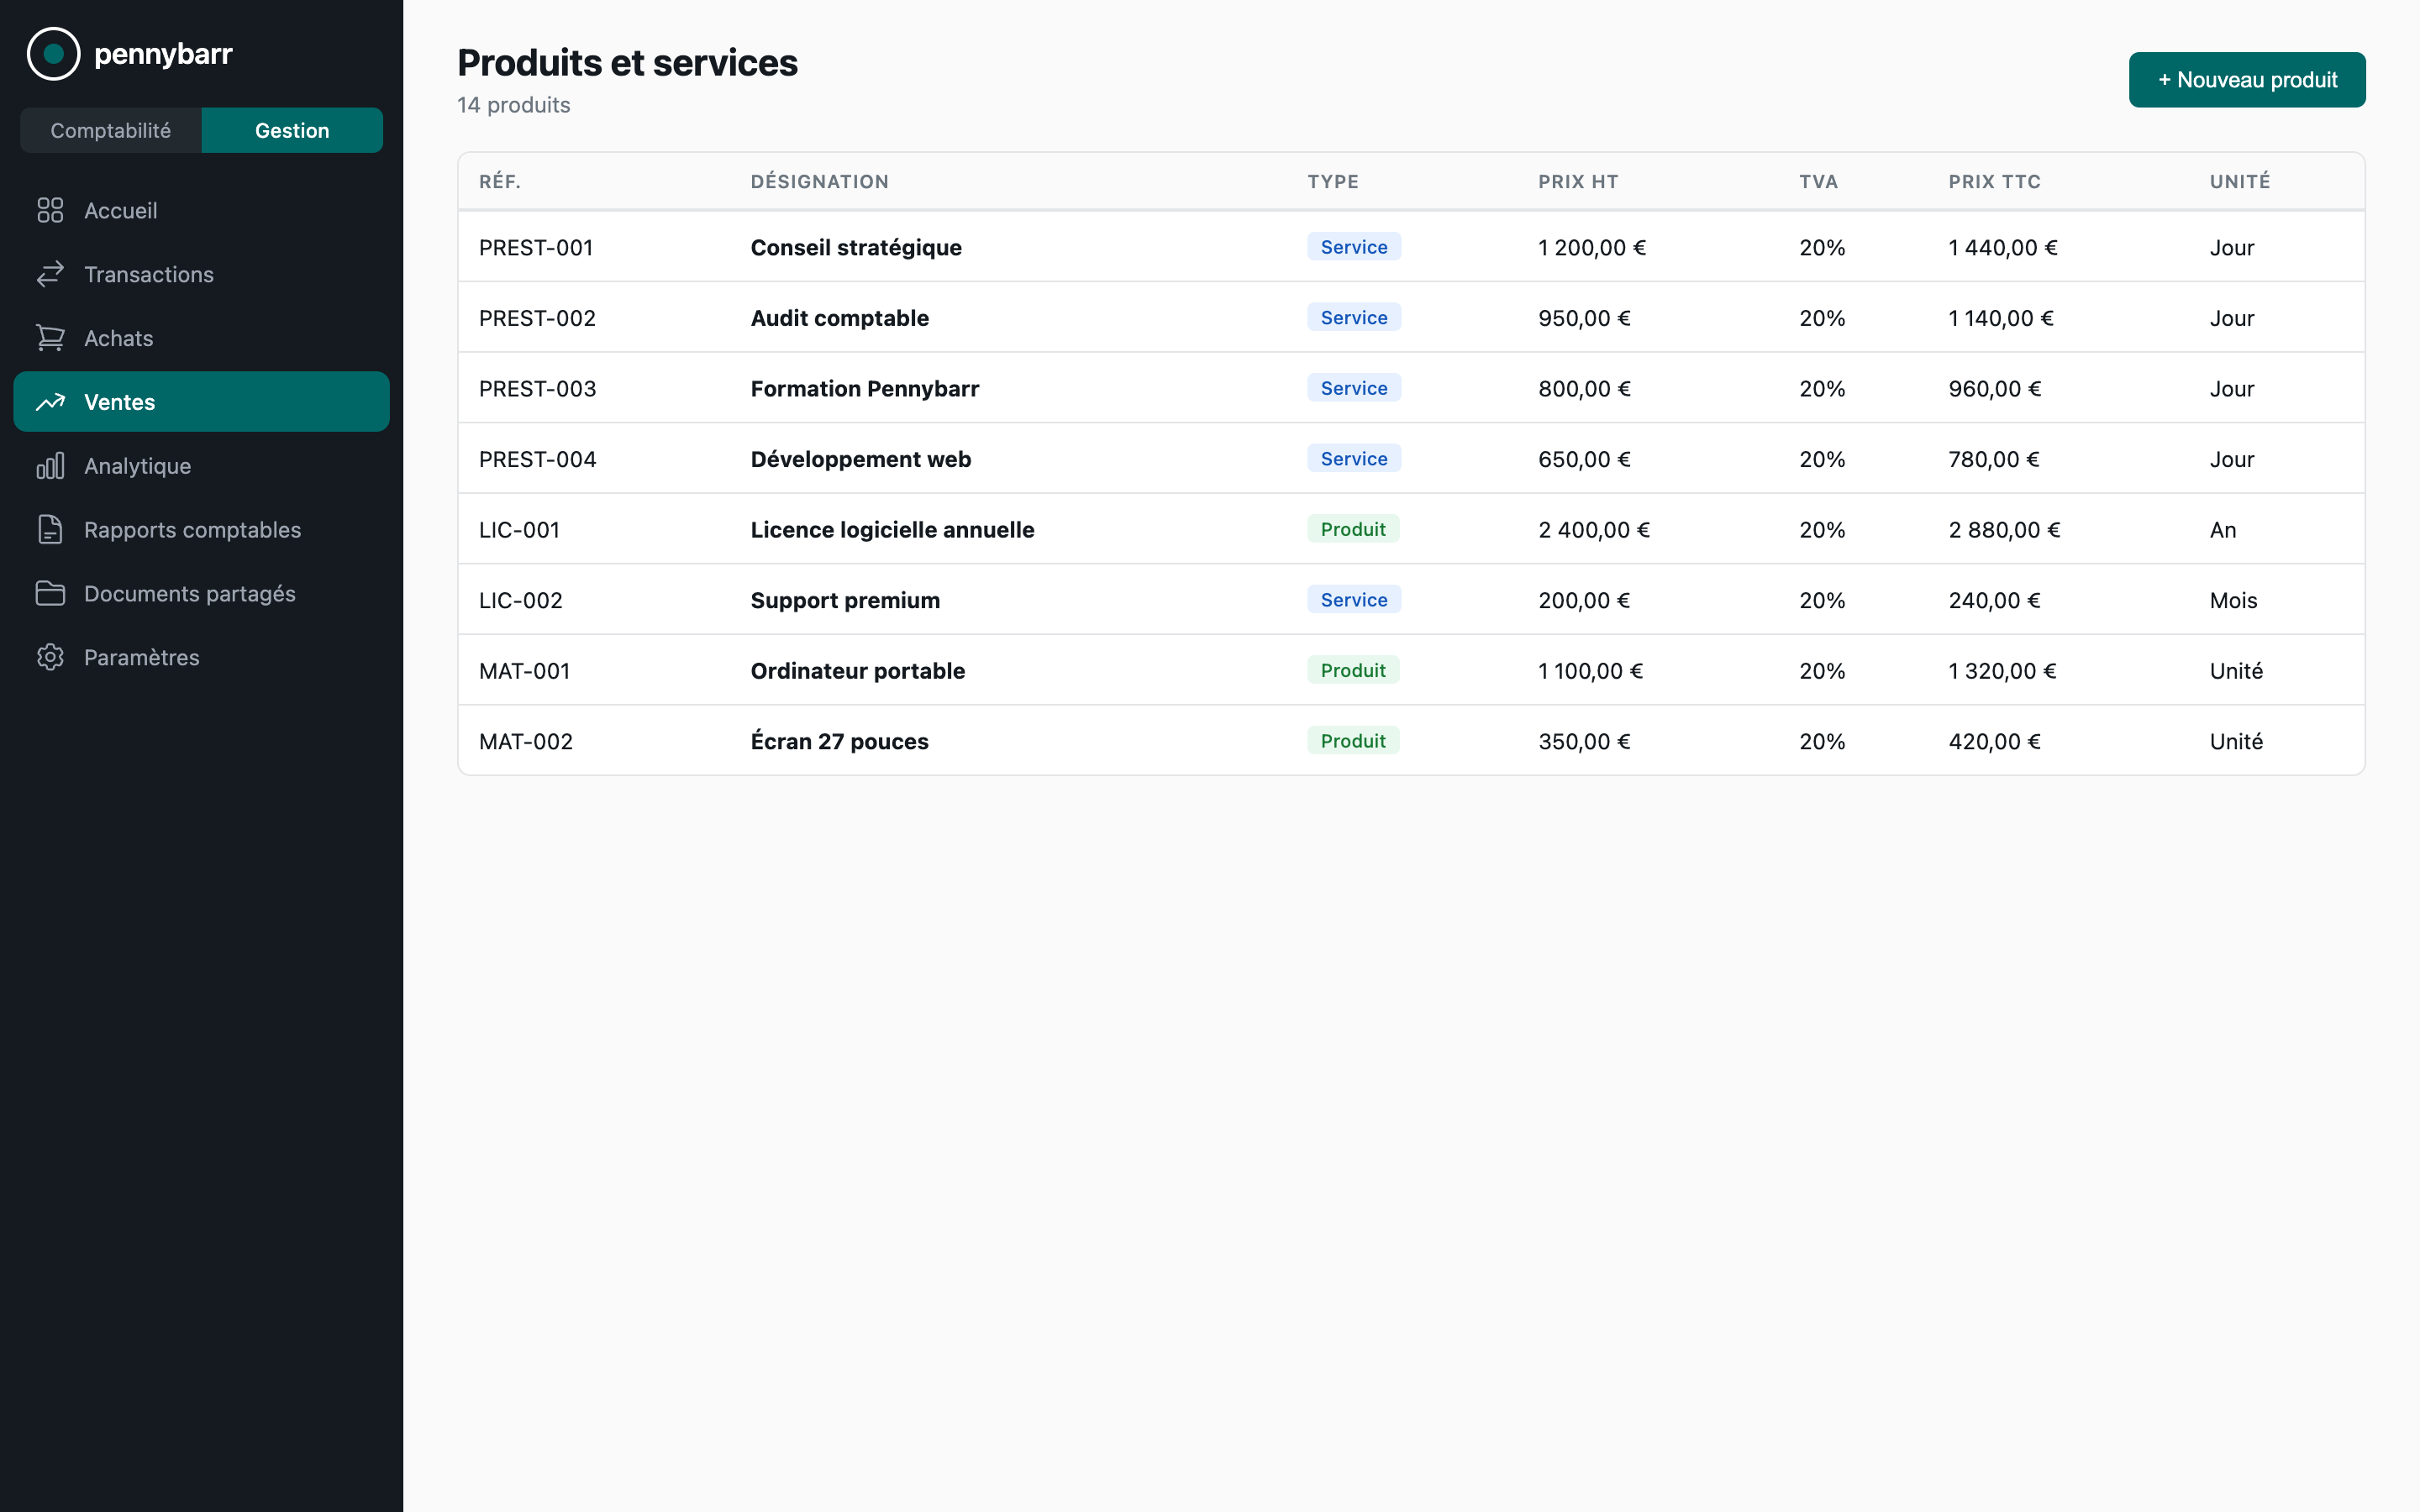 pennybarr
Comptabilité Gestion
Accueil
Transactions
Achats
Ventes
Analytique
Rapports comptables
Documents partagés
Paramètres
Produits et services
14 produits
+ Nouveau produit
RÉF. DÉSIGNATION TYPE PRIX HT TVA PRIX TTC UNITÉ
PREST-001 Conseil stratégique Service 1 200,00 € 20% 1 440,00 € Jour
PREST-002 Audit comptable Service 950,00 € 20% 1 140,00 € Jour
PREST-003 Formation Pennybarr Service 800,00 € 20% 960,00 € Jour
PREST-004 Développement web Service 650,00 € 20% 780,00 € Jour
LIC-001 Licence logicielle annuelle Produit 2 400,00 € 20% 2 880,00 € An
LIC-002 Support premium Service 200,00 € 20% 240,00 € Mois
MAT-001 Ordinateur portable Produit 1 100,00 € 20% 1 320,00 € Unité
MAT-002 Écran 27 pouces Produit 350,00 € 20% 420,00 € Unité